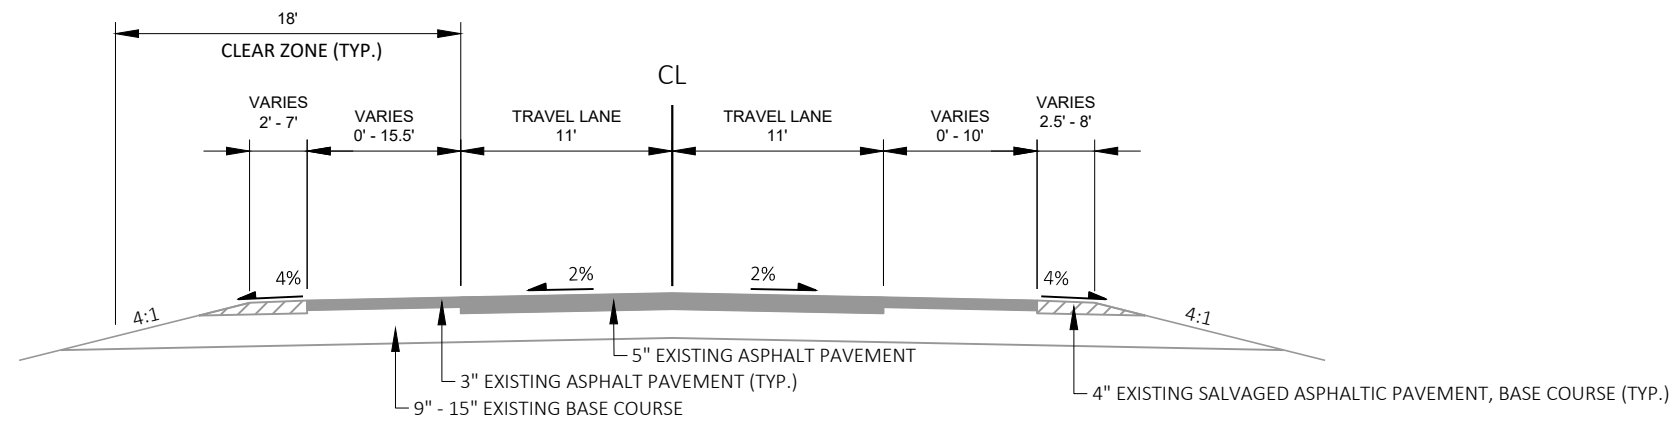 18'
CLEAR ZONE (TYP.)
CL
VARIES
2' - 7'
VARIES
0' - 15.5'
TRAVEL LANE
11'
TRAVEL LANE
11'
VARIES
0' - 10'
VARIES
2.5' - 8'
4%
2%
2%
4%
4:1
4:1
5" EXISTING ASPHALT PAVEMENT
3" EXISTING ASPHALT PAVEMENT (TYP.)
9" - 15" EXISTING BASE COURSE
4" EXISTING SALVAGED ASPHALTIC PAVEMENT, BASE COURSE (TYP.)